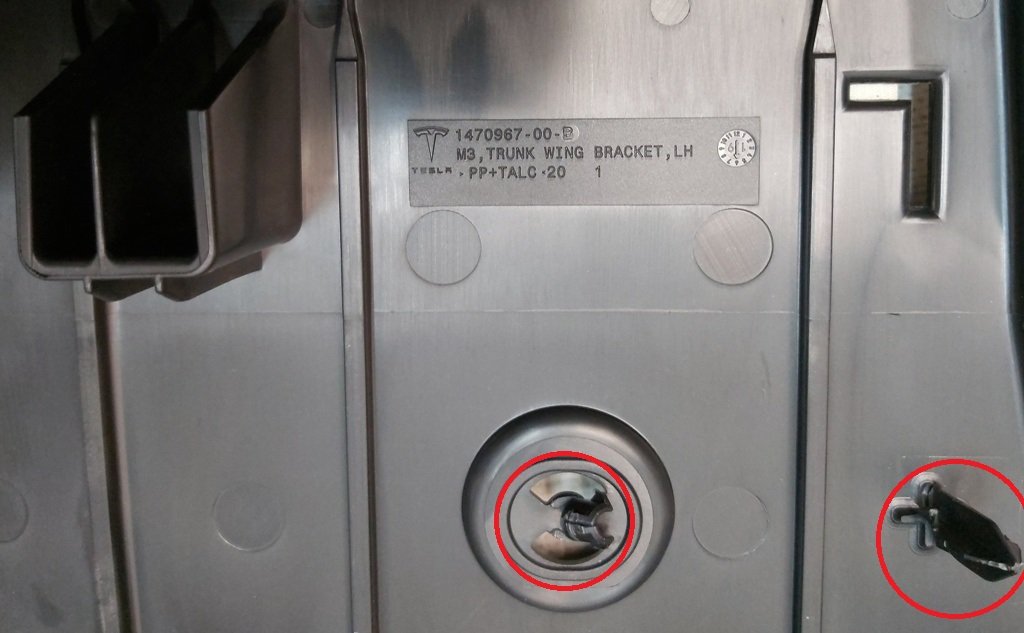 1470967-00-B
M3,TRUNK WING BRACKET,LH
TESLA
.PP+TALC·20 1